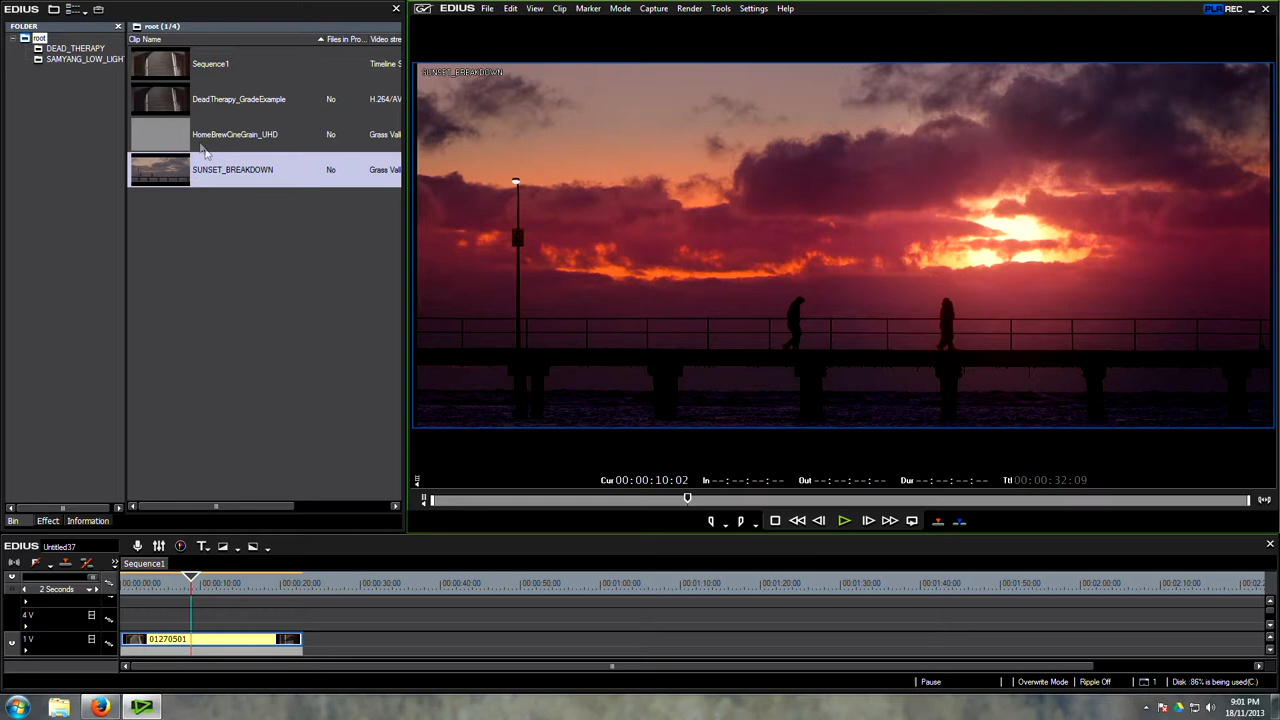 EDIUS
FOLDER
root
DEAD_THERAPY
SAMYANG_LOW_LIGHT
root (1/4)
Clip Name Files in Pro... Video stre
Sequence1 Timeline S
DeadTherapy_GradeExample No H.264/AV
HomeBrewCineGrain_UHD No Grass Vall
SUNSET_BREAKDOWN No Grass Vall
Bin Effect Information
EDIUS File Edit View Clip Marker Mode Capture Render Tools Settings Help PLR REC
SUNSET_BREAKDOWN
Cur 00:00:10:02 In --:--:--:-- Out --:--:--:-- Dur --:--:--:-- Ttl 00:00:32:09
EDIUS Untitled37
Sequence1
2 Seconds
00:00:00:00 00:00:10:00 00:00:20:00 00:00:30:00 00:00:40:00 00:00:50:00 00:01:00:00 00:01:10:00 00:01:20:00 00:01:30:00 00:01:40:00 00:01:50:00 00:02:00:00 00:02:10:00 00:02:2
4 V
1 V 01270501
Pause Overwrite Mode Ripple Off 1 Disk :86% is being used(C:)
9:01 PM
18/11/2013